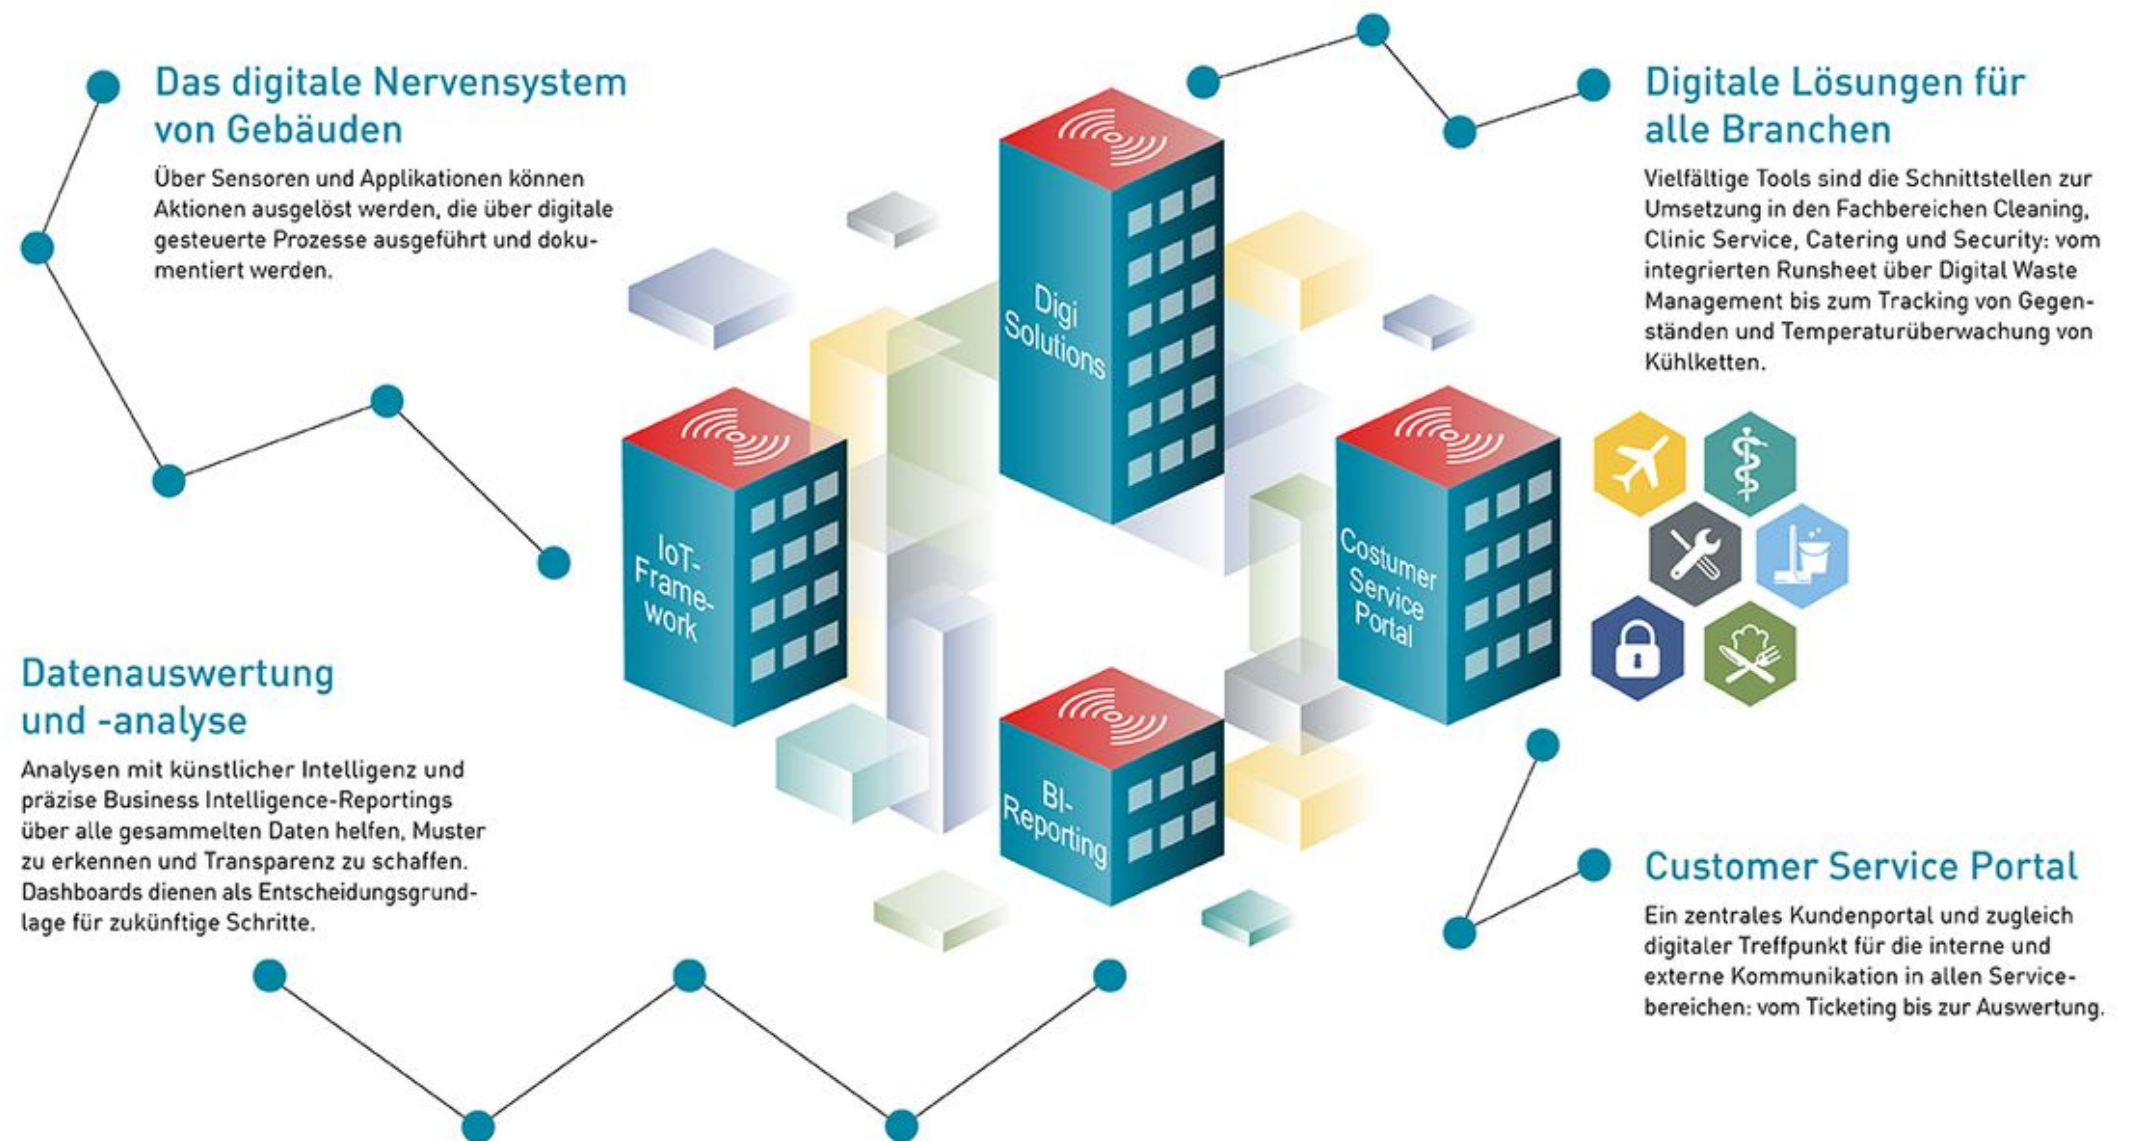 Das digitale Nervensystem
von Gebäuden
Über Sensoren und Applikationen können
Aktionen ausgelöst werden, die über digitale
gesteuerte Prozesse ausgeführt und doku-
mentiert werden.
Digitale Lösungen für
alle Branchen
Vielfältige Tools sind die Schnittstellen zur
Umsetzung in den Fachbereichen Cleaning,
Clinic Service, Catering und Security: vom
integrierten Runsheet über Digital Waste
Management bis zum Tracking von Gegen-
ständen und Temperaturüberwachung von
Kühlketten.
Digi
Solutions
IoT-
Frame-
work
Costumer
Service
Portal
BI-
Reporting
Datenauswertung
und -analyse
Analysen mit künstlicher Intelligenz und
präzise Business Intelligence-Reportings
über alle gesammelten Daten helfen, Muster
zu erkennen und Transparenz zu schaffen.
Dashboards dienen als Entscheidungsgrund-
lage für zukünftige Schritte.
Customer Service Portal
Ein zentrales Kundenportal und zugleich
digitaler Treffpunkt für die interne und
externe Kommunikation in allen Service-
bereichen: vom Ticketing bis zur Auswertung.